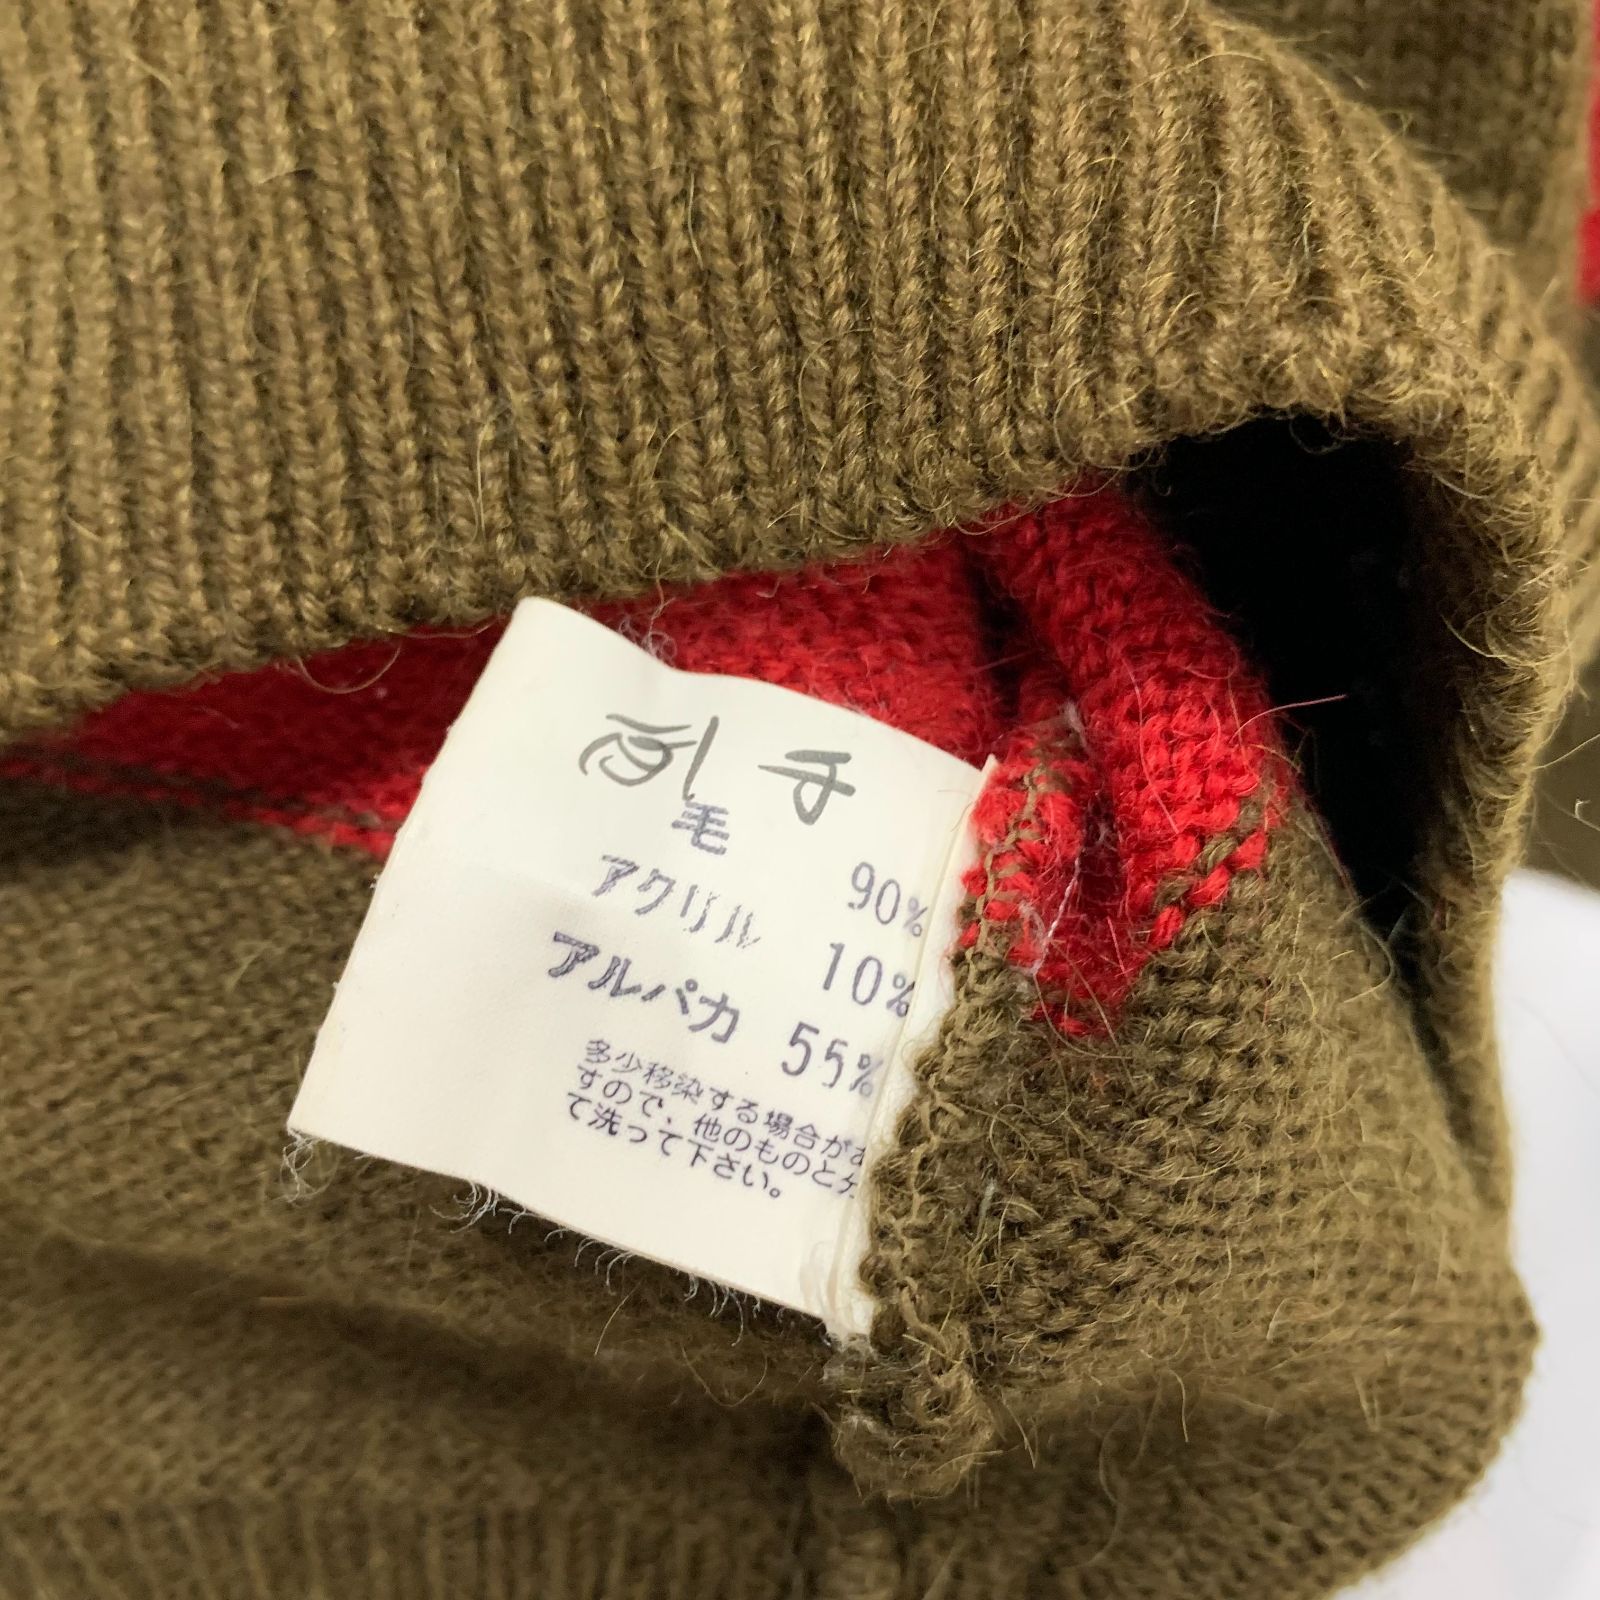 毛 90%
アクリル 10%
アルパカ 55%
多少移染する場合があ
すので、他のものと
て洗って下さい。